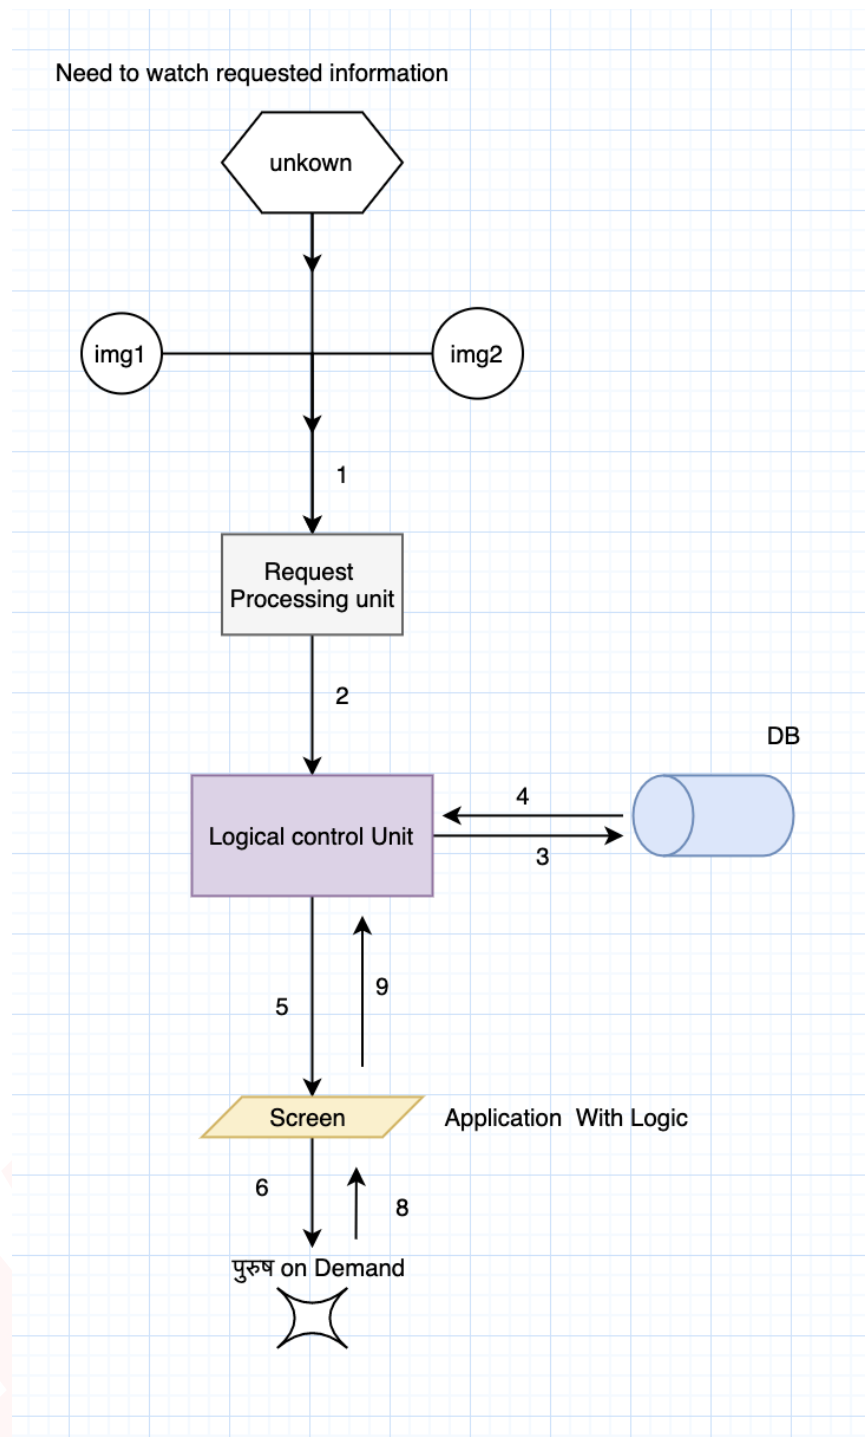 Need to watch requested information
unkown
img1
img2
1
Request
Processing unit
2
DB
Logical control Unit
4
3
5
9
Screen
Application With Logic
6
8
पुरुष on Demand